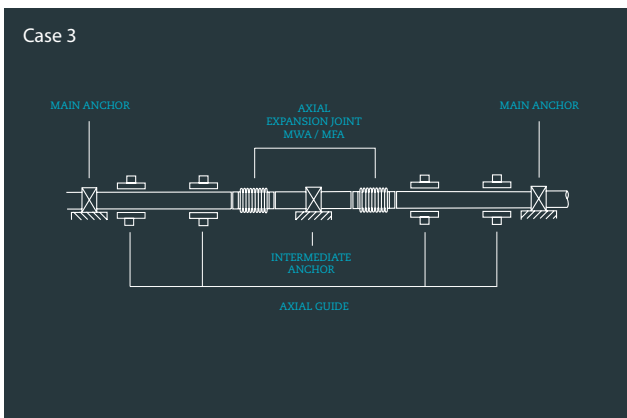 Case 3
MAIN ANCHOR
AXIAL
EXPANSION JOINT
MWA / MFA
MAIN ANCHOR
INTERMEDIATE
ANCHOR
AXIAL GUIDE